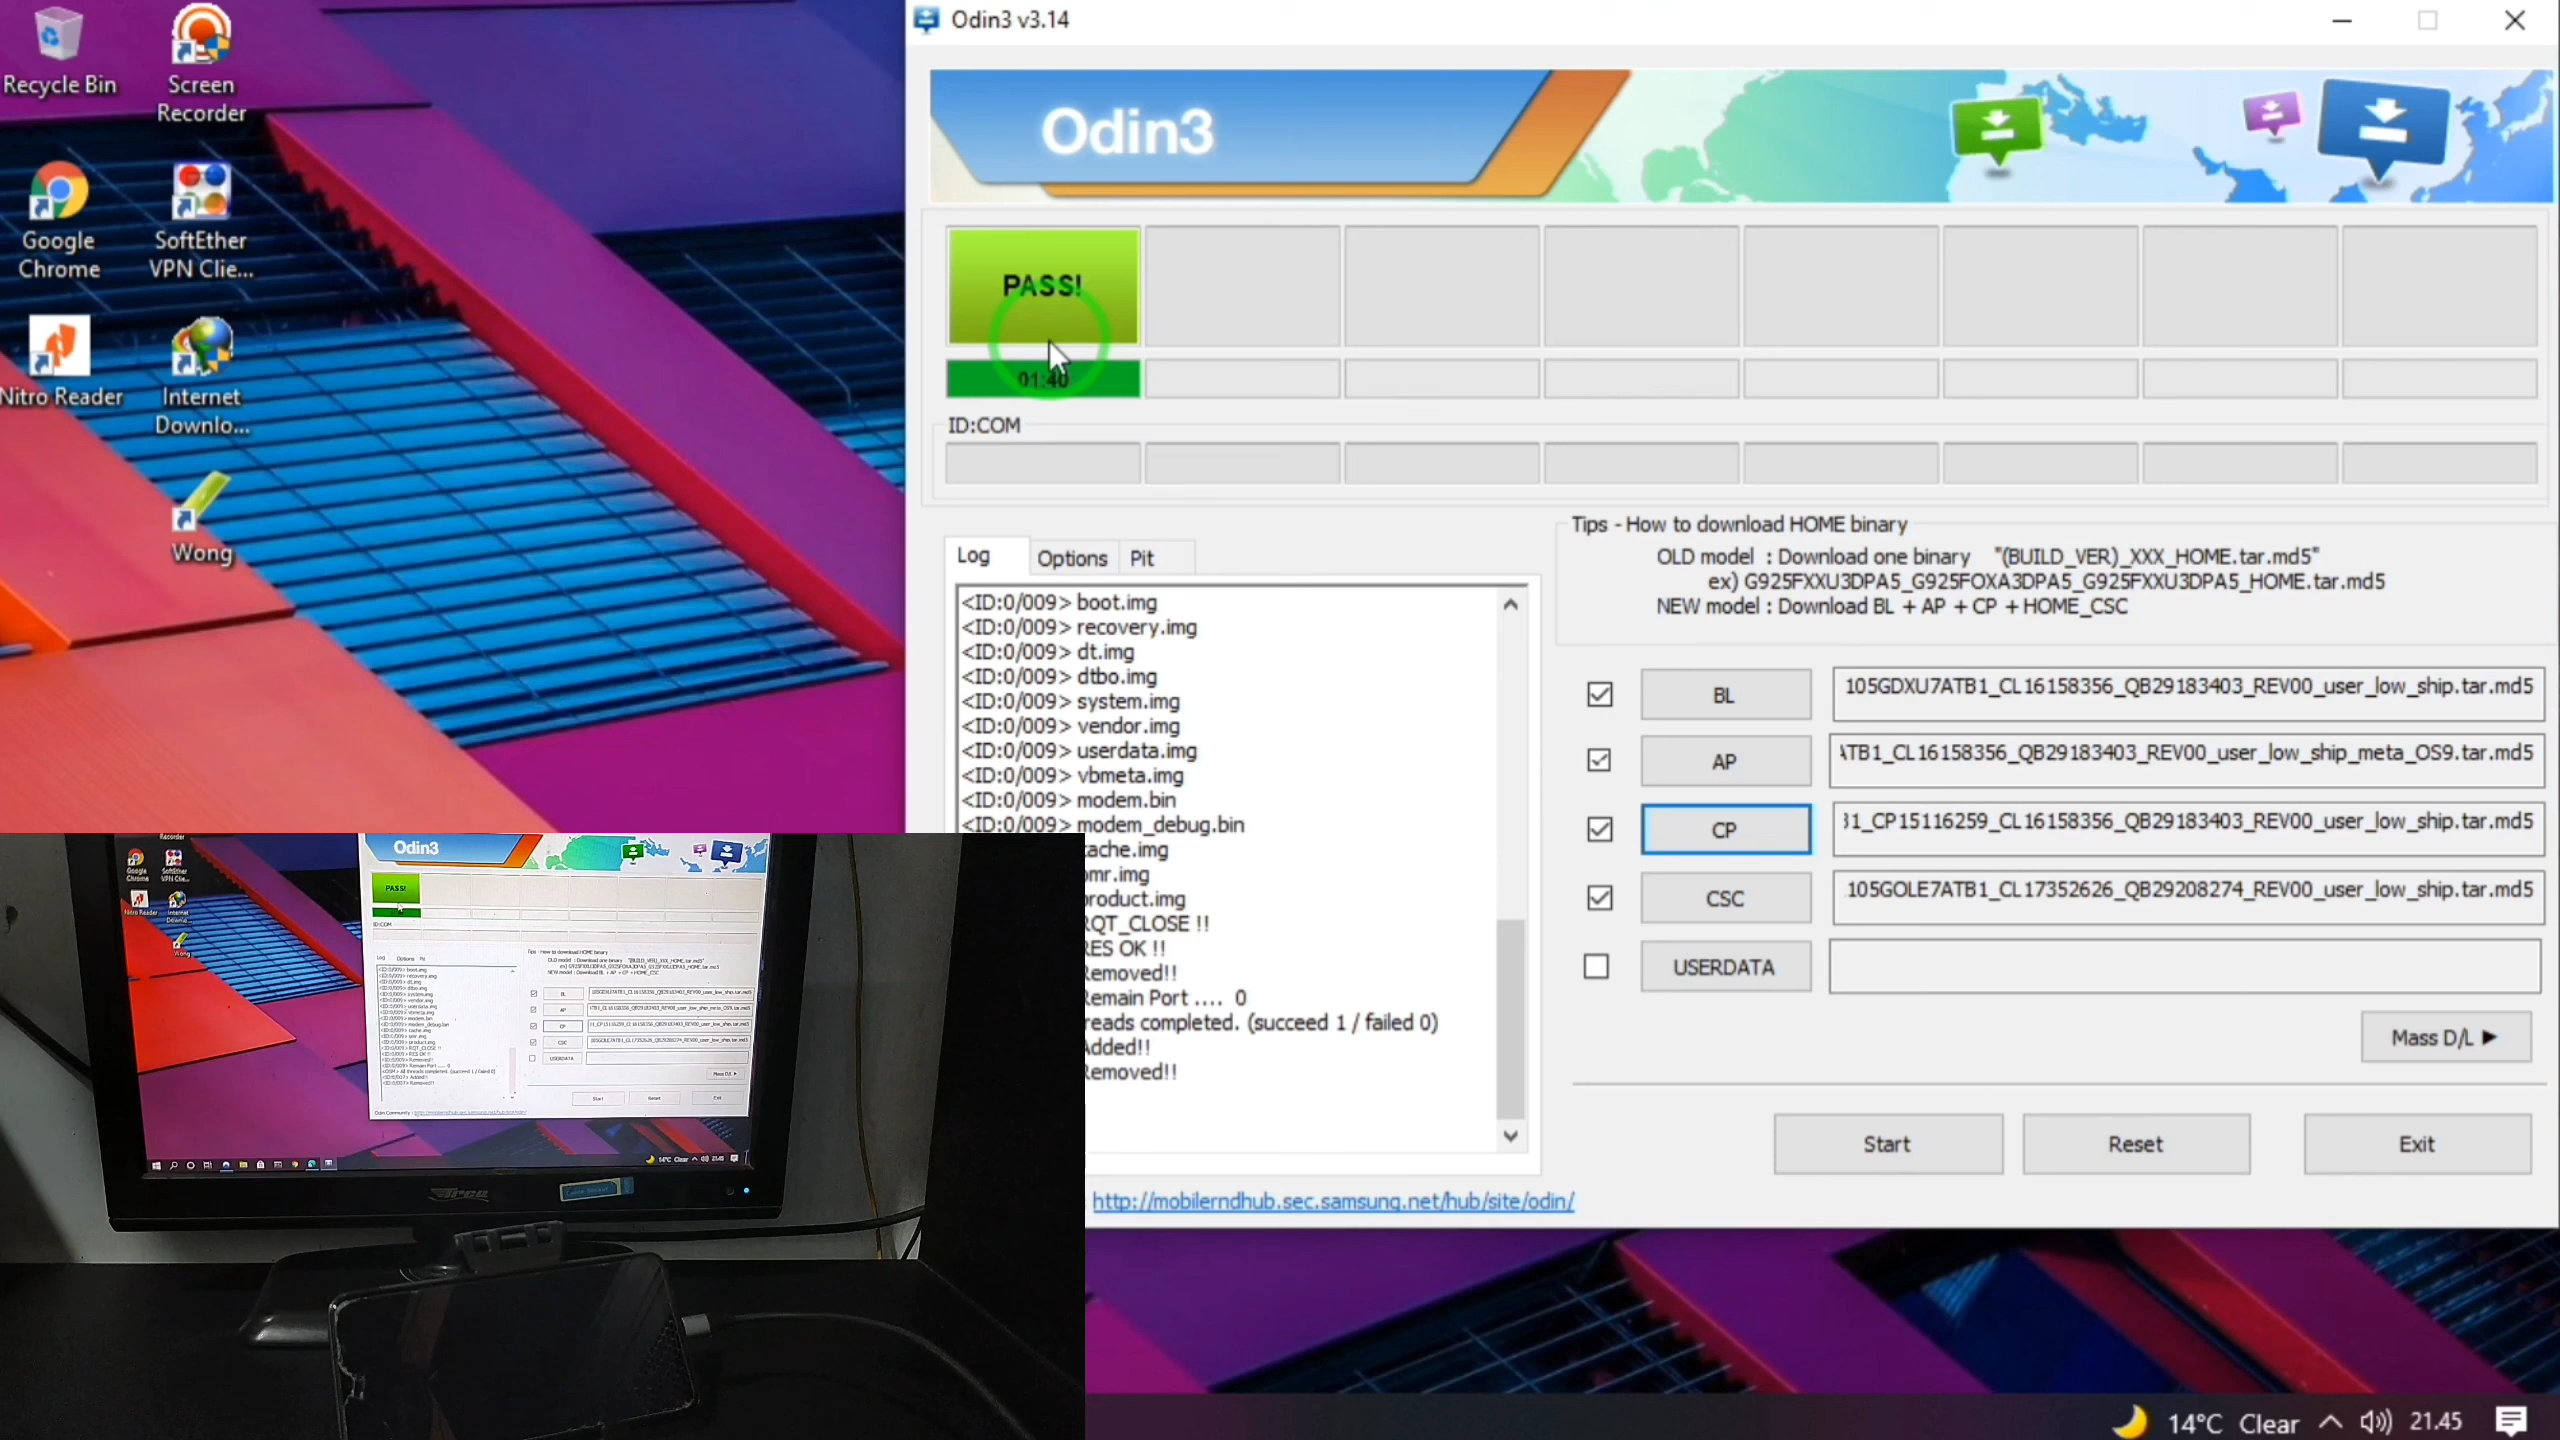 Recycle Bin
Screen
Recorder
Google
Chrome
SoftEther
VPN Clie...
Nitro Reader
Internet
Downlo...
Wong
Odin3 v3.14
Odin3
PASS!
01:40
ID:COM
Log
Options
Pit
<ID:0/009> boot.img
<ID:0/009> recovery.img
<ID:0/009> dt.img
<ID:0/009> dtbo.img
<ID:0/009> system.img
<ID:0/009> vendor.img
<ID:0/009> userdata.img
<ID:0/009> vbmeta.img
<ID:0/009> modem.bin
<ID:0/009> modem_debug.bin
cache.img
omr.img
product.img
RQT_CLOSE !!
RES OK !!
Removed!!
Remain Port .... 0
reads completed. (succeed 1 / failed 0)
Added!!
Removed!!
http://mobilerndhub.sec.samsung.net/hub/site/odin/
Tips - How to download HOME binary
OLD model : Download one binary "(BUILD_VER)_XXX_HOME.tar.md5"
ex) G925FXXU3DPA5_G925FOXA3DPA5_G925FXXU3DPA5_HOME.tar.md5
NEW model : Download BL + AP + CP + HOME_CSC
BL
105GDXU7ATB1_CL16158356_QB29183403_REV00_user_low_ship.tar.md5
AP
ATB1_CL16158356_QB29183403_REV00_user_low_ship_meta_OS9.tar.md5
CP
31_CP15116259_CL16158356_QB29183403_REV00_user_low_ship.tar.md5
CSC
105GOLE7ATB1_CL17352626_QB29208274_REV00_user_low_ship.tar.md5
USERDATA
Mass D/L
Start
Reset
Exit
14°C Clear
21.45
Odin3
PASS!